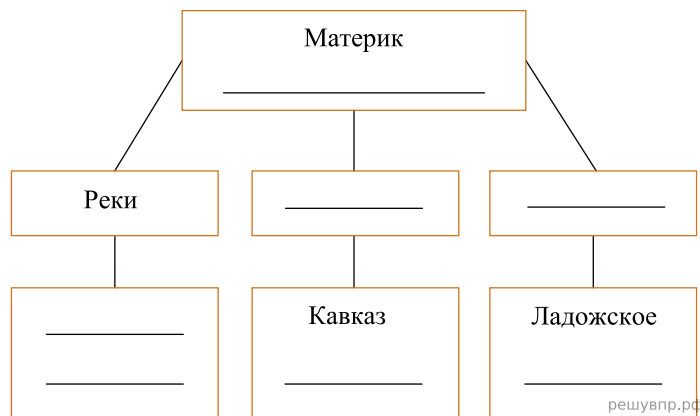 Материк
Реки
Кавказ
Ладожское
решувпр.рф